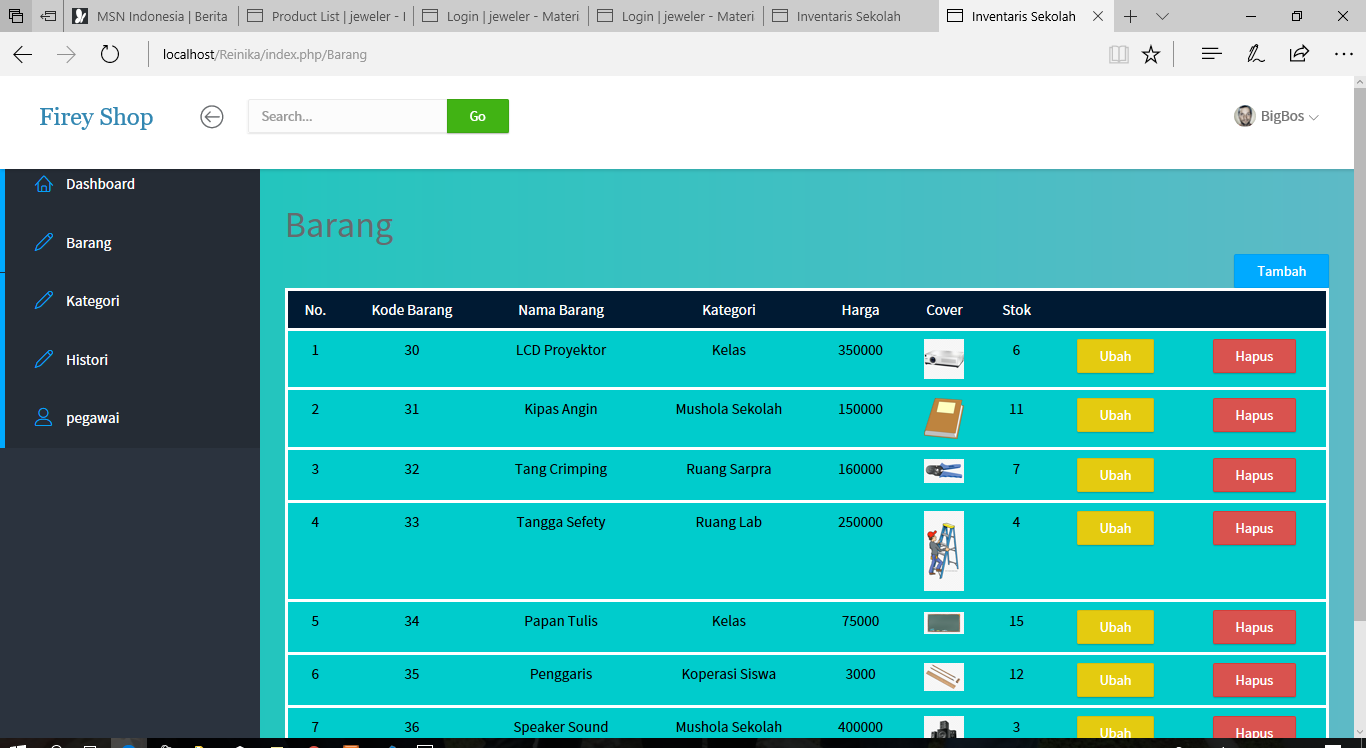 MSN Indonesia | Berita
Product List | jeweler - I
Login | jeweler - Materi
Login | jeweler - Materi
Inventaris Sekolah
Inventaris Sekolah
localhost/Reinika/index.php/Barang
Firey Shop
Search...
Go
BigBos
Dashboard
Barang
Kategori
Histori
pegawai
Barang
Tambah
No. Kode Barang Nama Barang Kategori Harga Cover Stok
1 30 LCD Proyektor Kelas 350000 6 Ubah Hapus
2 31 Kipas Angin Mushola Sekolah 150000 11 Ubah Hapus
3 32 Tang Crimping Ruang Sarpra 160000 7 Ubah Hapus
4 33 Tangga Sefety Ruang Lab 250000 4 Ubah Hapus
5 34 Papan Tulis Kelas 75000 15 Ubah Hapus
6 35 Penggaris Koperasi Siswa 3000 12 Ubah Hapus
7 36 Speaker Sound Mushola Sekolah 400000 3 Ubah Hapus